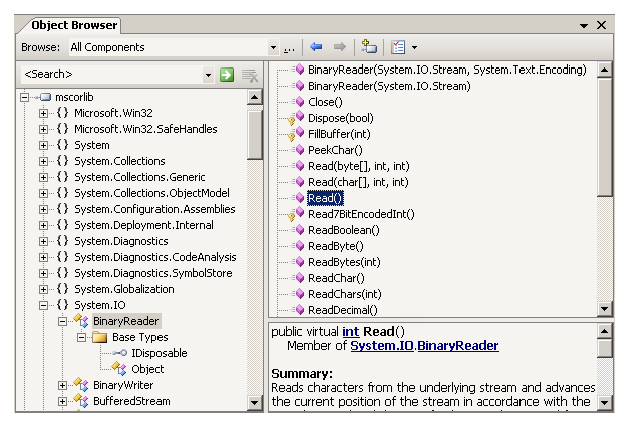 Object Browser
Browse: All Components
<Search>
mscorlib
{} Microsoft.Win32
{} Microsoft.Win32.SafeHandles
{} System
{} System.Collections
{} System.Collections.Generic
{} System.Collections.ObjectModel
{} System.Configuration.Assemblies
{} System.Deployment.Internal
{} System.Diagnostics
{} System.Diagnostics.CodeAnalysis
{} System.Diagnostics.SymbolStore
{} System.Globalization
{} System.IO
BinaryReader
Base Types
IDisposable
Object
BinaryWriter
BufferedStream
BinaryReader(System.IO.Stream, System.Text.Encoding)
BinaryReader(System.IO.Stream)
Close()
Dispose(bool)
FillBuffer(int)
PeekChar()
Read(byte[], int, int)
Read(char[], int, int)
Read()
Read7BitEncodedInt()
ReadBoolean()
ReadByte()
ReadBytes(int)
ReadChar()
ReadChars(int)
ReadDecimal()
public virtual int Read()
Member of System.IO.BinaryReader
Summary:
Reads characters from the underlying stream and advances
the current position of the stream in accordance with the